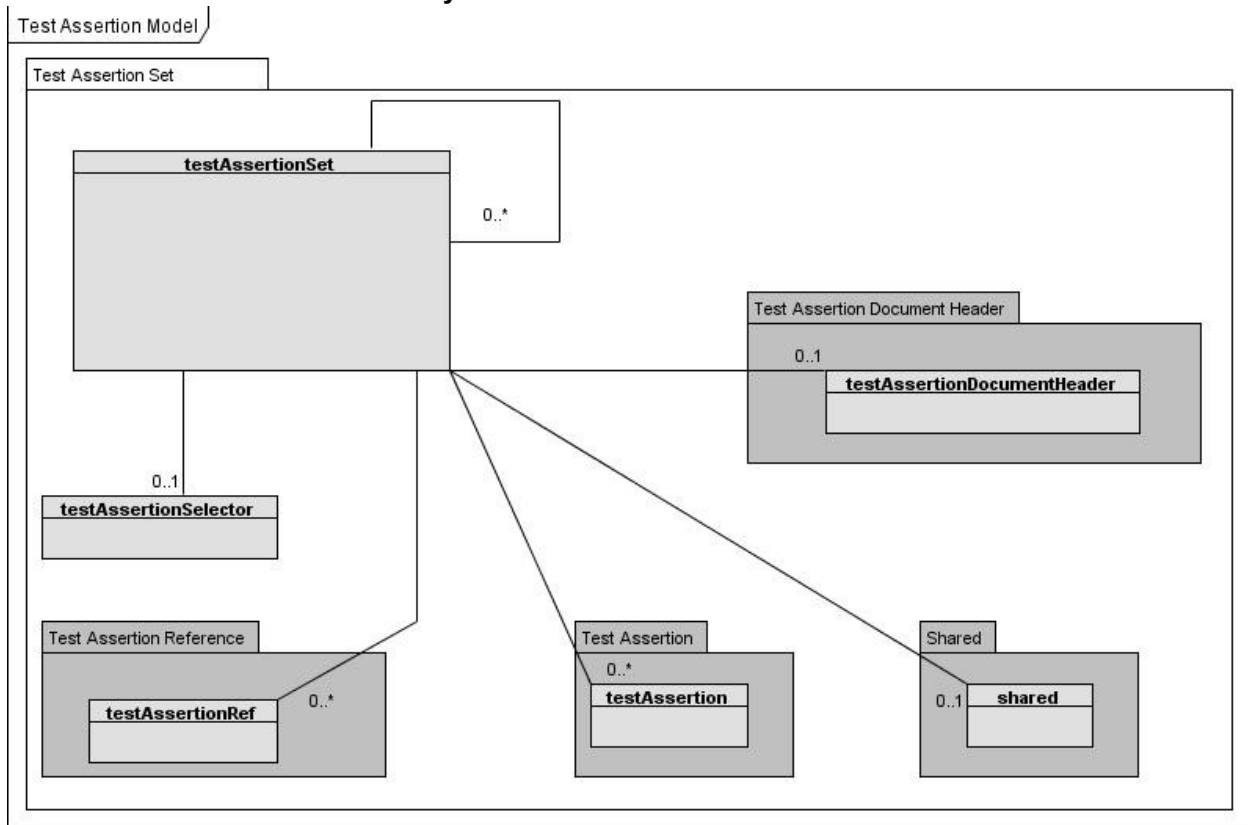 Test Assertion Model
Test Assertion Set
testAssertionSet
0..*
Test Assertion Document Header
0..1
testAssertionDocumentHeader
0..1
testAssertionSelector
Test Assertion Reference
0..*
testAssertionRef
Test Assertion
0..*
testAssertion
Shared
0..1
shared